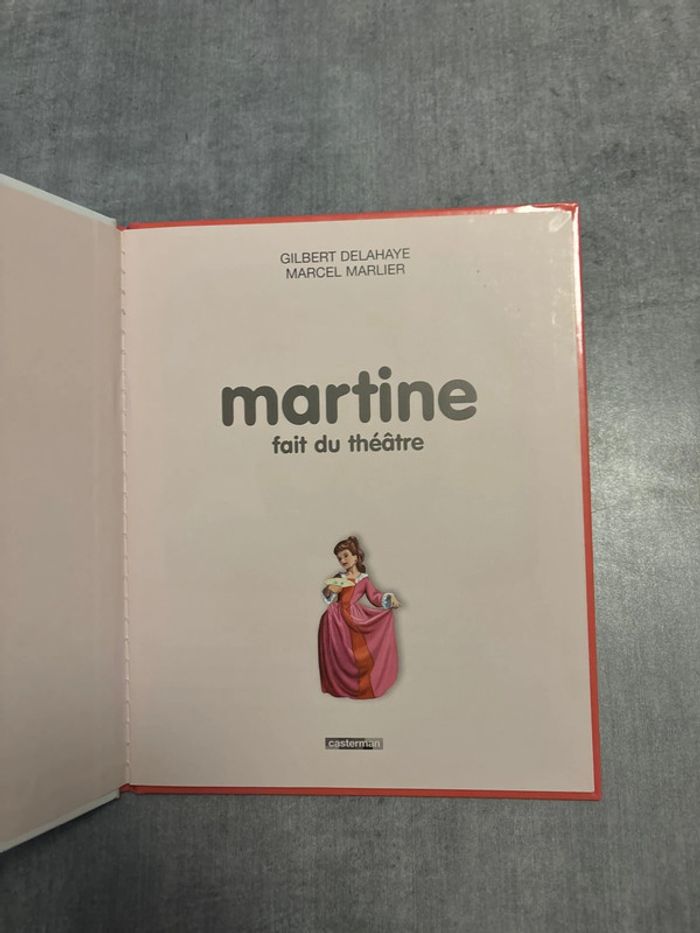 GILBERT DELAHAYE
MARCEL MARLIER
martine
fait du théâtre
casterman